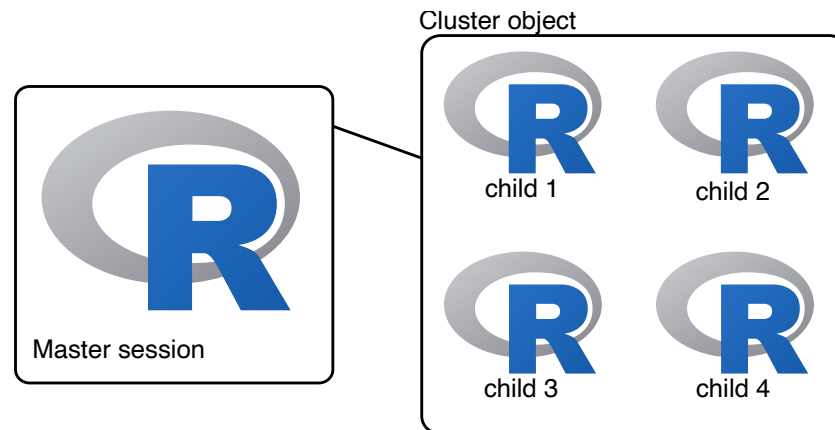 Cluster object
R
R
R
child 1
child 2
Master session
R
R
child 3
child 4